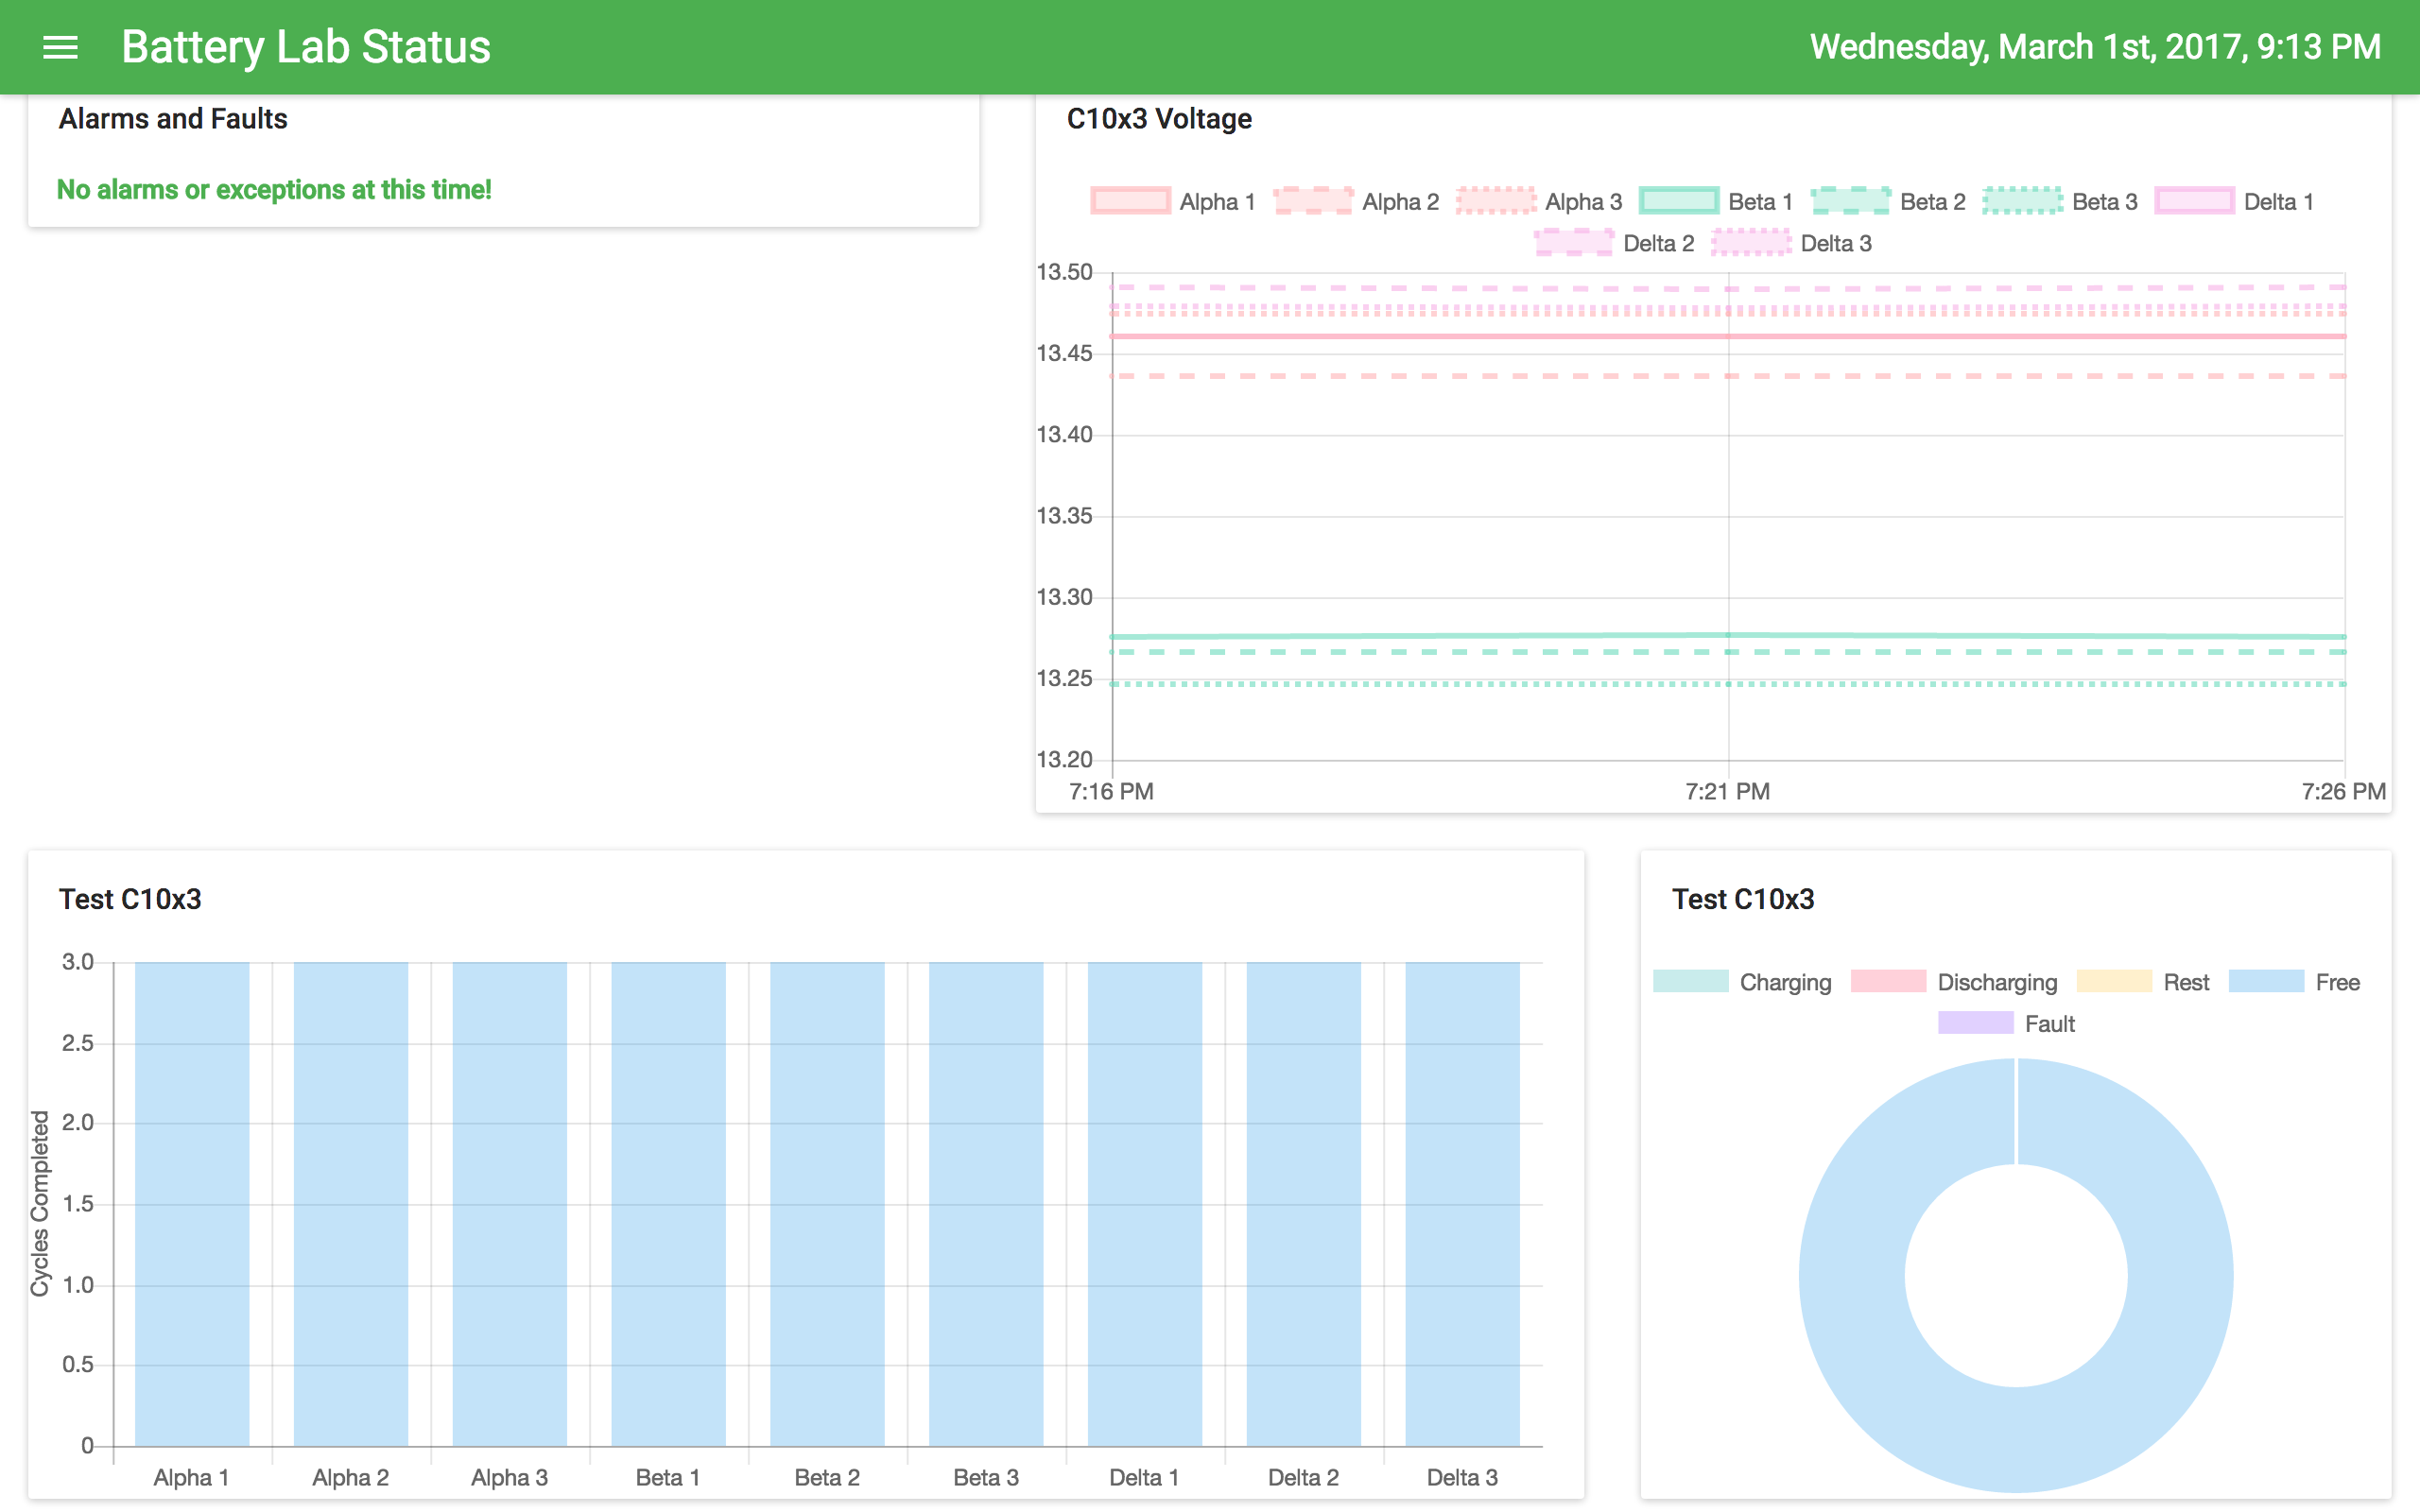 Battery Lab Status
Wednesday, March 1st, 2017, 9:13 PM
Alarms and Faults
No alarms or exceptions at this time!
C10x3 Voltage
Alpha 1 Alpha 2 Alpha 3 Beta 1 Beta 2 Beta 3 Delta 1
Delta 2 Delta 3
13.50
13.45
13.40
13.35
13.30
13.25
13.20
7:16 PM 7:21 PM 7:26 PM
Test C10x3
Cycles Completed
3.0
2.5
2.0
1.5
1.0
0.5
0
Alpha 1 Alpha 2 Alpha 3 Beta 1 Beta 2 Beta 3 Delta 1 Delta 2 Delta 3
Test C10x3
Charging Discharging Rest Free
Fault